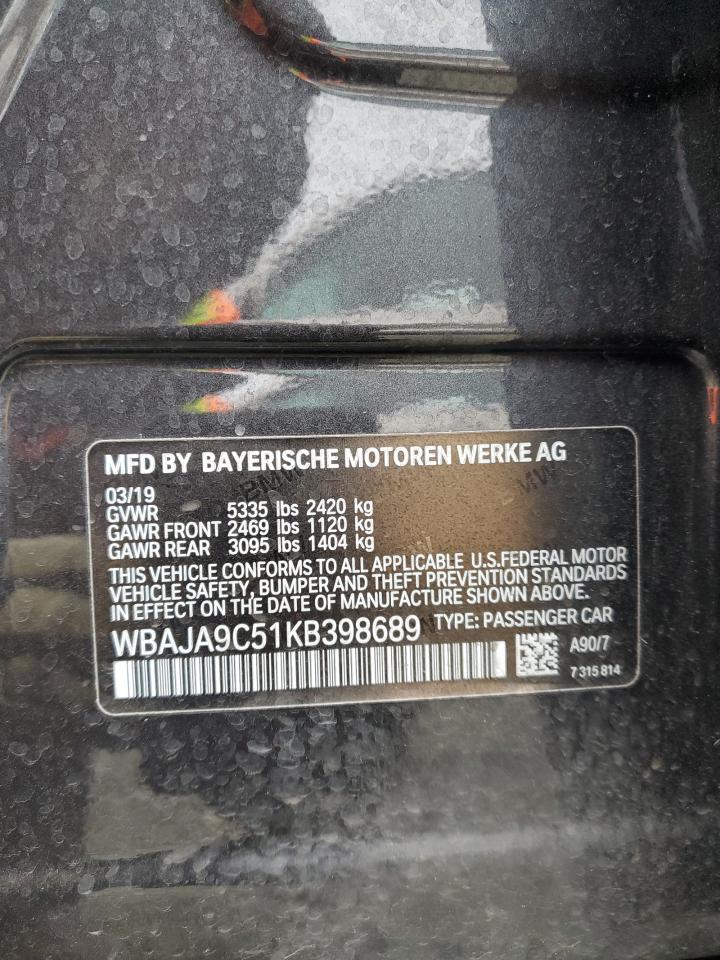 MFD BY BAYERISCHE MOTOREN WERKE AG
03/19
GVWR 5335 lbs 2420 kg
GAWR FRONT 2469 lbs 1120 kg
GAWR REAR 3095 lbs 1404 kg
THIS VEHICLE CONFORMS TO ALL APPLICABLE U.S.FEDERAL MOTOR
VEHICLE SAFETY, BUMPER AND THEFT PREVENTION STANDARDS
IN EFFECT ON THE DATE OF MANUFACTURE SHOWN ABOVE.
WBAJA9C51KB398689 TYPE: PASSENGER CAR
A90/7
7 315 814